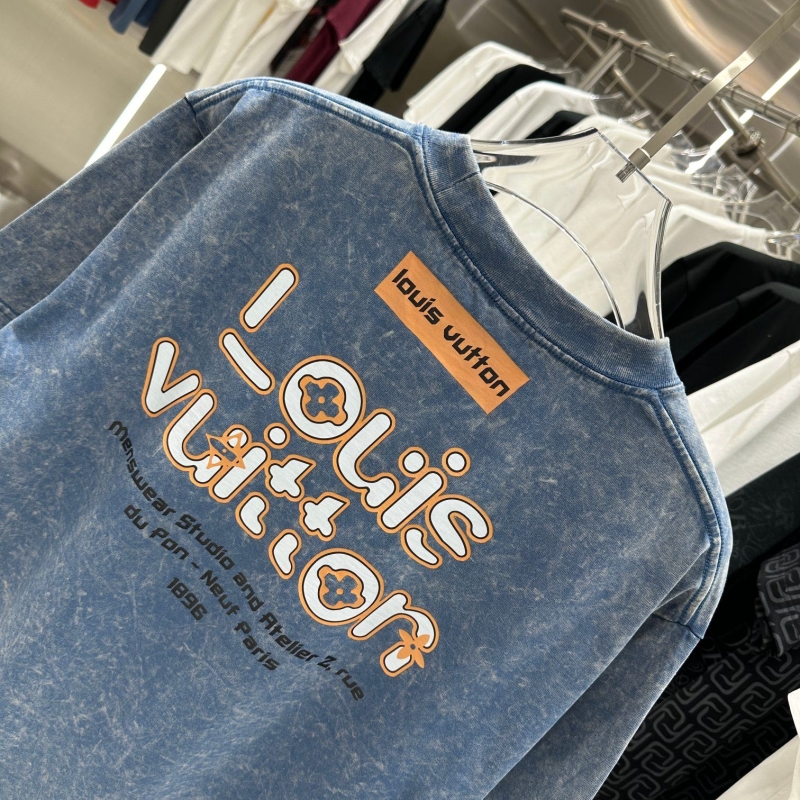 louis vutton
Louis
vuitton
Menswear Studio and Atelier 2, rue
du Pon - Neuf Paris
1896